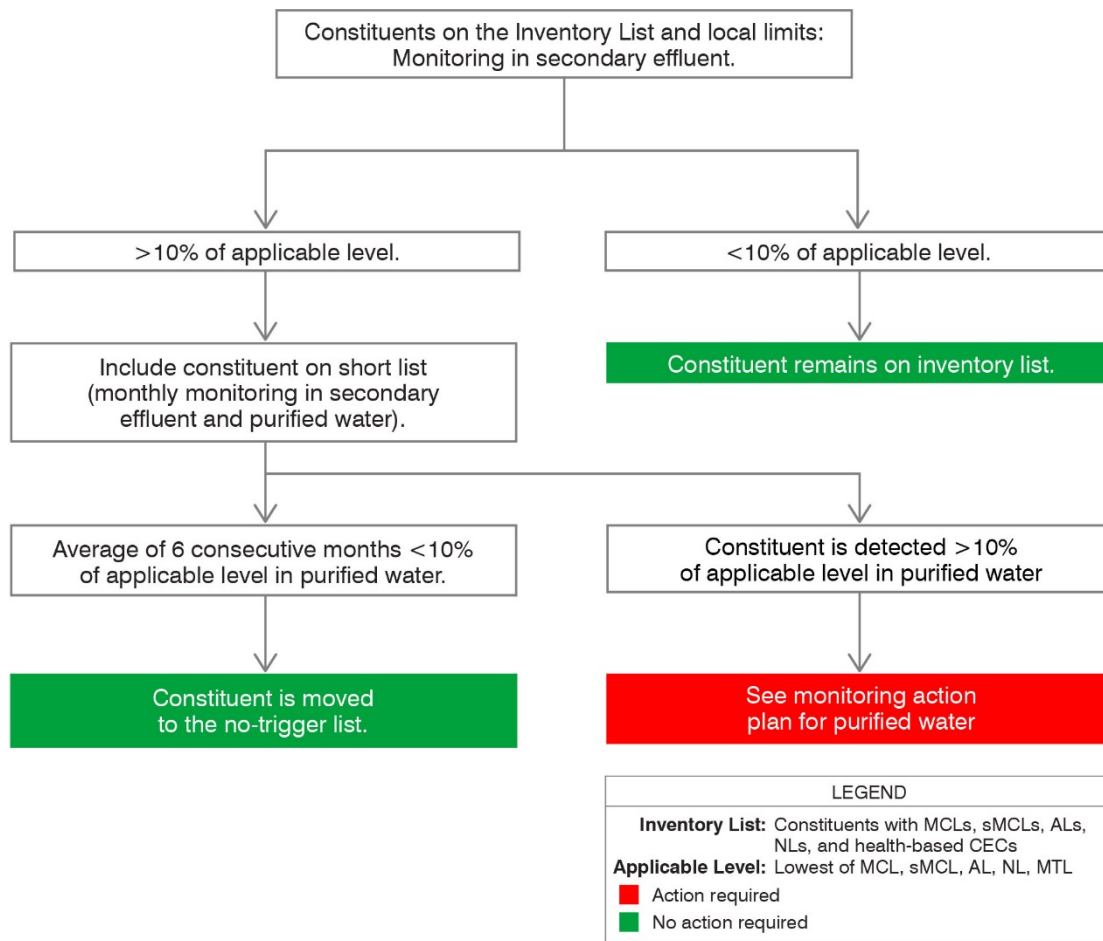 Constituents on the Inventory List and local limits:
Monitoring in secondary effluent.
>10% of applicable level.
<10% of applicable level.
Include constituent on short list
(monthly monitoring in secondary
effluent and purified water).
Constituent remains on inventory list.
Average of 6 consecutive months <10%
of applicable level in purified water.
Constituent is detected >10%
of applicable level in purified water
Constituent is moved
to the no-trigger list.
See monitoring action
plan for purified water
LEGEND
Inventory List: Constituents with MCLs, sMCLs, ALs,
NLs, and health-based CECs
Applicable Level: Lowest of MCL, sMCL, AL, NL, MTL
Action required
No action required